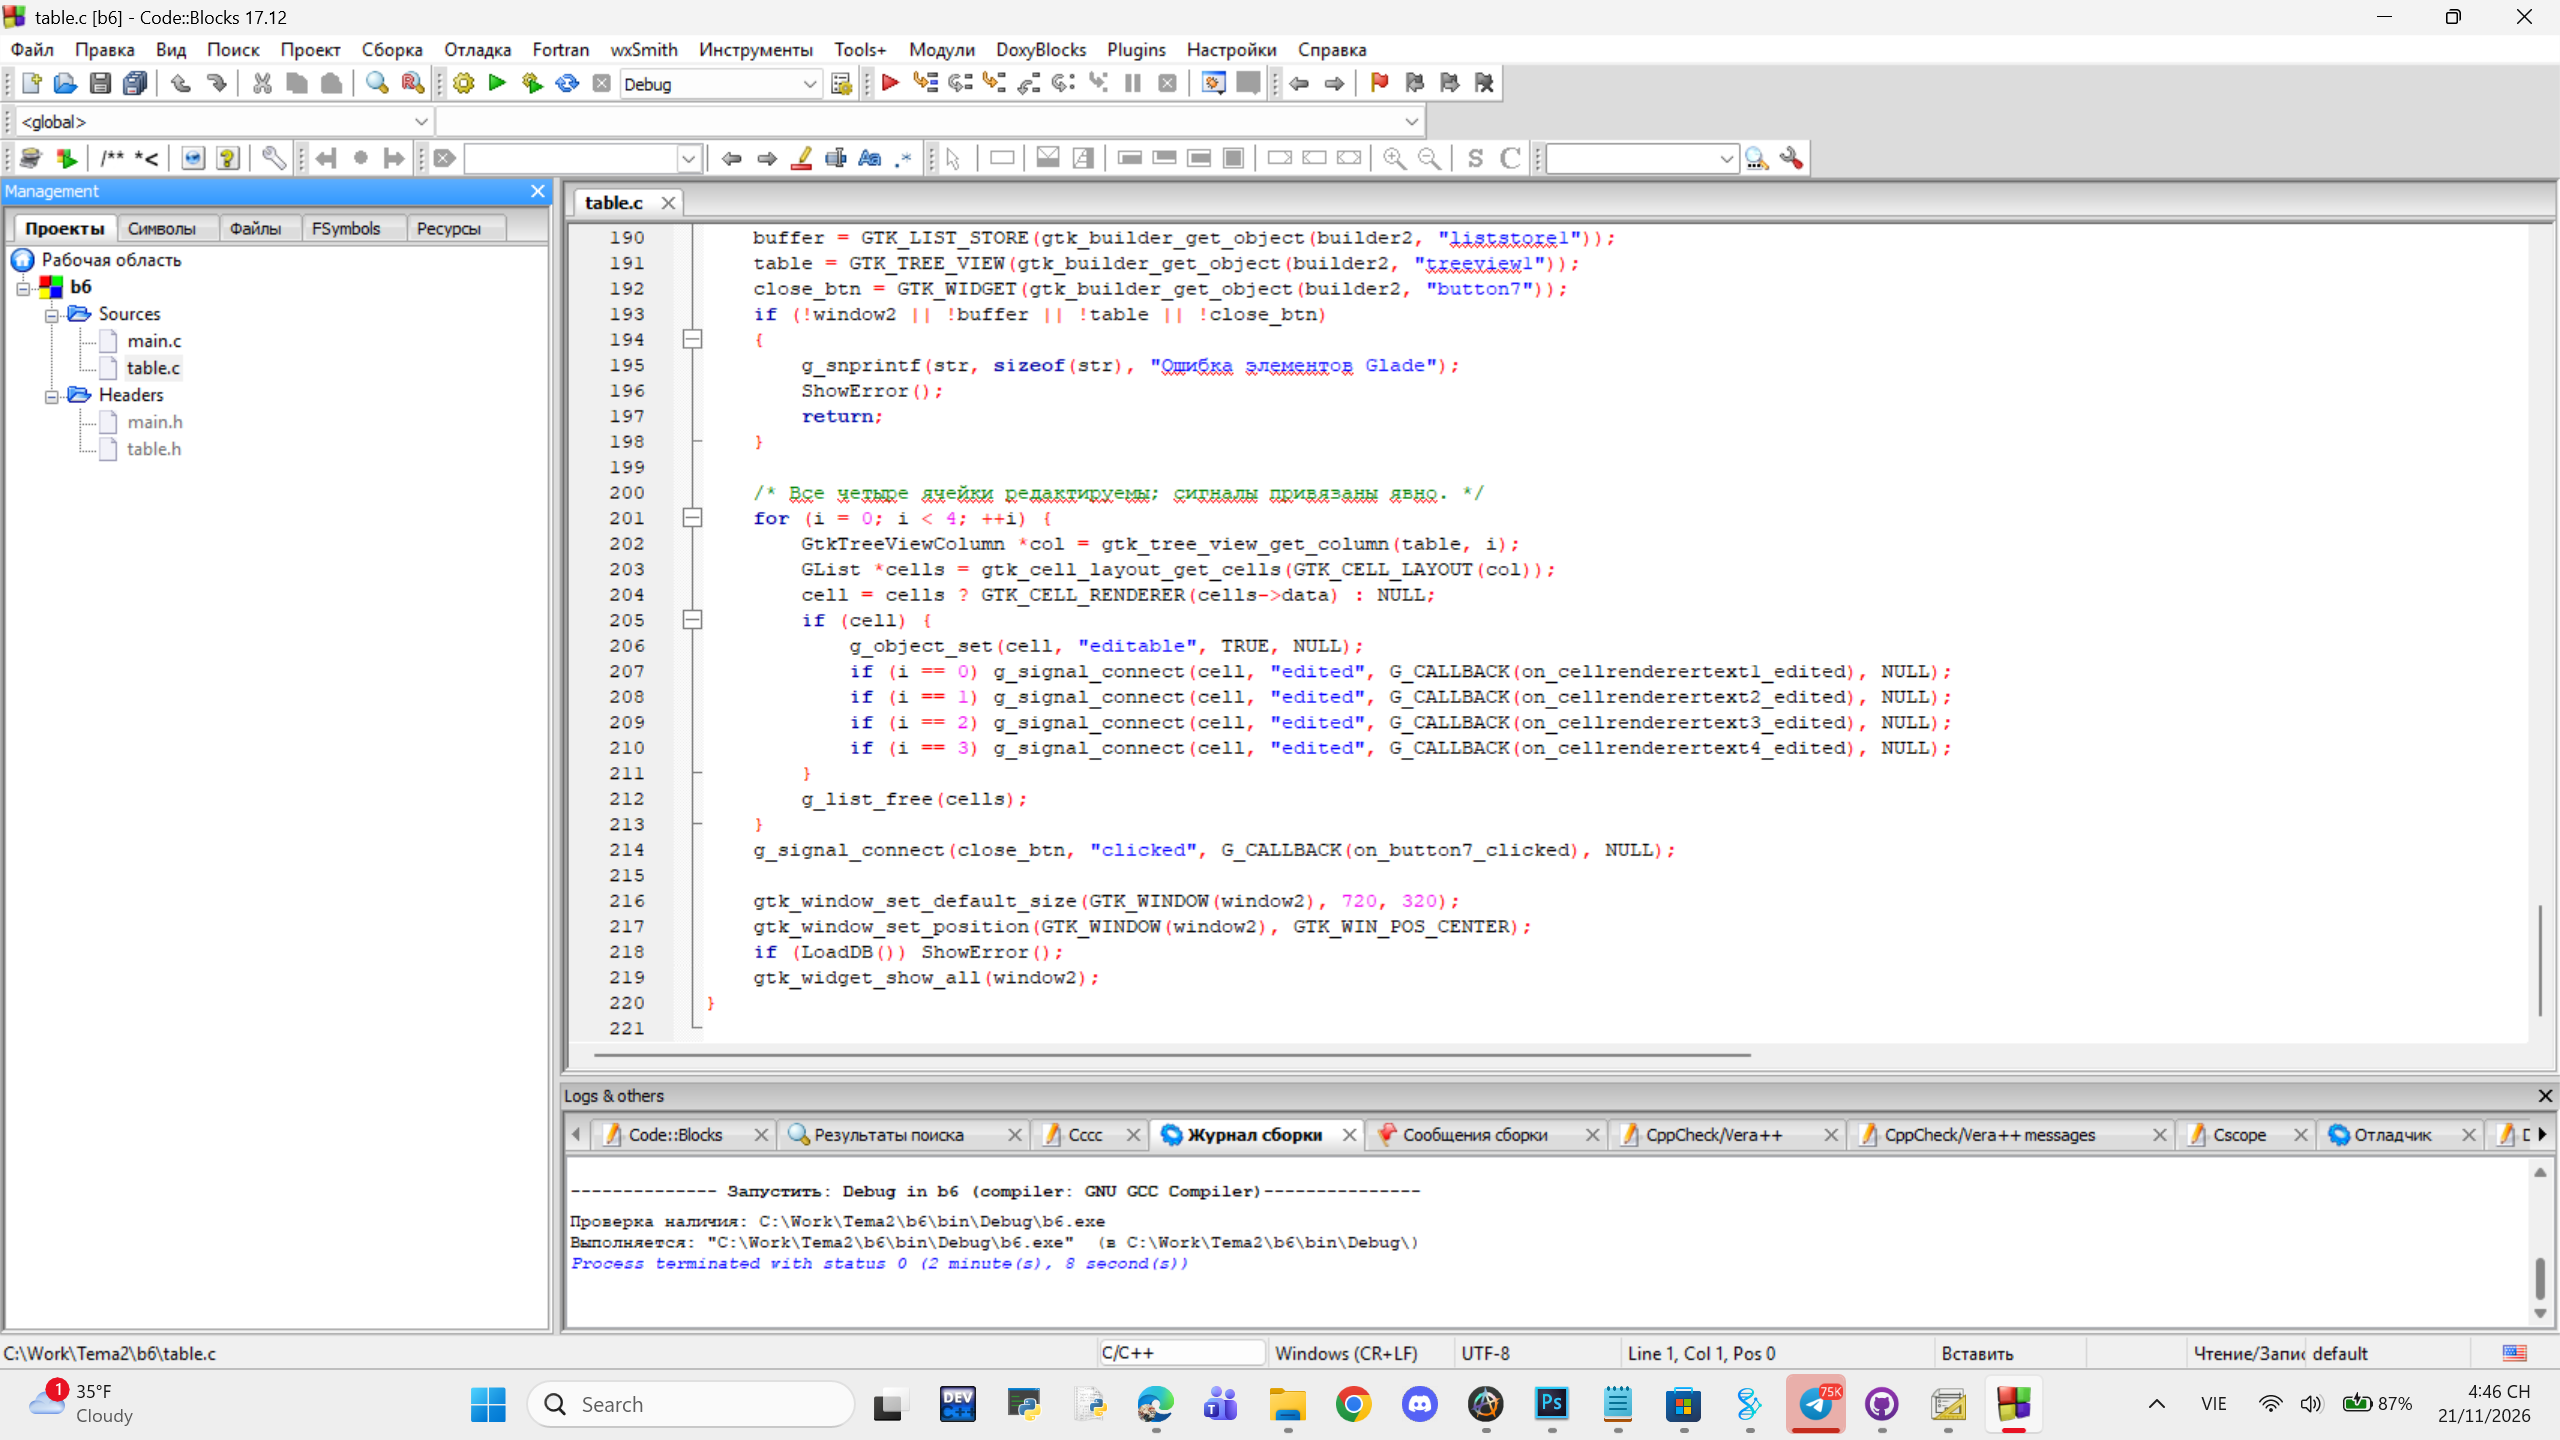 table.c [b6] - Code::Blocks 17.12
Файл Правка Вид Поиск Проект Сборка Отладка Fortran wxSmith Инструменты Tools+ Модули DoxyBlocks Plugins Настройки Справка
Debug
<global>
/** *<
Aa .*
S C
Management
Проекты Символы Файлы FSymbols Ресурсы
Рабочая область
b6
Sources
main.c
table.c
Headers
main.h
table.h
table.c
190 buffer = GTK_LIST_STORE(gtk_builder_get_object(builder2, "liststore1"));
191 table = GTK_TREE_VIEW(gtk_builder_get_object(builder2, "treeview1"));
192 close_btn = GTK_WIDGET(gtk_builder_get_object(builder2, "button7"));
193 if (!window2 || !buffer || !table || !close_btn)
194 {
195 g_snprintf(str, sizeof(str), "Ошибка элементов Glade");
196 ShowError();
197 return;
198 }
199
200 /* Все четыре ячейки редактируемы; сигналы привязаны явно. */
201 for (i = 0; i < 4; ++i) {
202 GtkTreeViewColumn *col = gtk_tree_view_get_column(table, i);
203 GList *cells = gtk_cell_layout_get_cells(GTK_CELL_LAYOUT(col));
204 cell = cells ? GTK_CELL_RENDERER(cells->data) : NULL;
205 if (cell) {
206 g_object_set(cell, "editable", TRUE, NULL);
207 if (i == 0) g_signal_connect(cell, "edited", G_CALLBACK(on_cellrenderertext1_edited), NULL);
208 if (i == 1) g_signal_connect(cell, "edited", G_CALLBACK(on_cellrenderertext2_edited), NULL);
209 if (i == 2) g_signal_connect(cell, "edited", G_CALLBACK(on_cellrenderertext3_edited), NULL);
210 if (i == 3) g_signal_connect(cell, "edited", G_CALLBACK(on_cellrenderertext4_edited), NULL);
211 }
212 g_list_free(cells);
213 }
214 g_signal_connect(close_btn, "clicked", G_CALLBACK(on_button7_clicked), NULL);
215
216 gtk_window_set_default_size(GTK_WINDOW(window2), 720, 320);
217 gtk_window_set_position(GTK_WINDOW(window2), GTK_WIN_POS_CENTER);
218 if (LoadDB()) ShowError();
219 gtk_widget_show_all(window2);
220 }
221
Logs & others
Code::Blocks Результаты поиска Cccc Журнал сборки Сообщения сборки CppCheck/Vera++ CppCheck/Vera++ messages Cscope Отладчик
-------------- Запустить: Debug in b6 (compiler: GNU GCC Compiler)---------------
Проверка наличия: C:\Work\Tema2\b6\bin\Debug\b6.exe
Выполняется: "C:\Work\Tema2\b6\bin\Debug\b6.exe" (в C:\Work\Tema2\b6\bin\Debug\)
Process terminated with status 0 (2 minute(s), 8 second(s))
C:\Work\Tema2\b6\table.c C/C++ Windows (CR+LF) UTF-8 Line 1, Col 1, Pos 0 Вставить Чтение/Запис default
1 35°F
Cloudy
Search
DEV C++
Ps
75K
VIE
87%
4:46 CH
21/11/2026